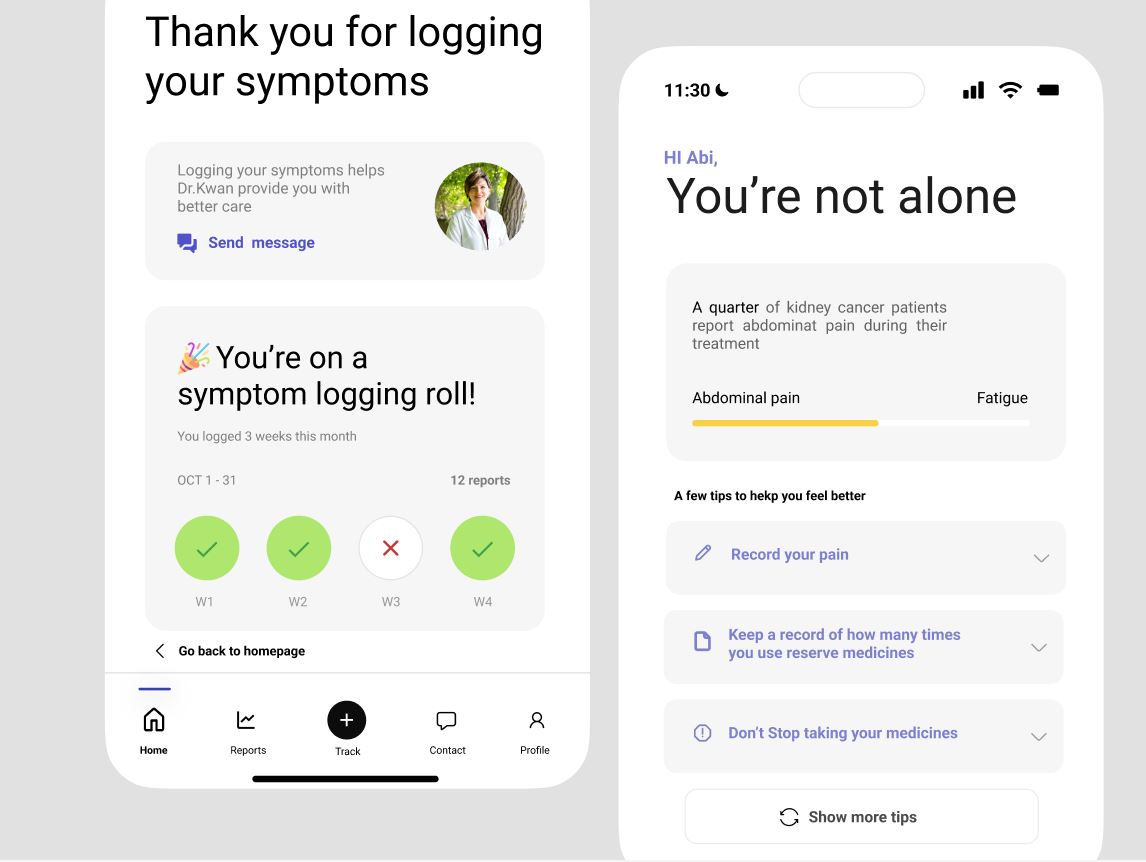 Thank you for logging
your symptoms
Logging your symptoms helps
Dr.Kwan provide you with
better care
Send message
You're on a
symptom logging roll!
You logged 3 weeks this month
OCT 1 - 31
12 reports
W1
W2
W3
W4
Go back to homepage
Home
Reports
Track
Contact
Profile
11:30
HI Abi,
You're not alone
A quarter of kidney cancer patients
report abdominat pain during their
treatment
Abdominal pain
Fatigue
A few tips to hekp you feel better
Record your pain
Keep a record of how many times
you use reserve medicines
Don't Stop taking your medicines
Show more tips